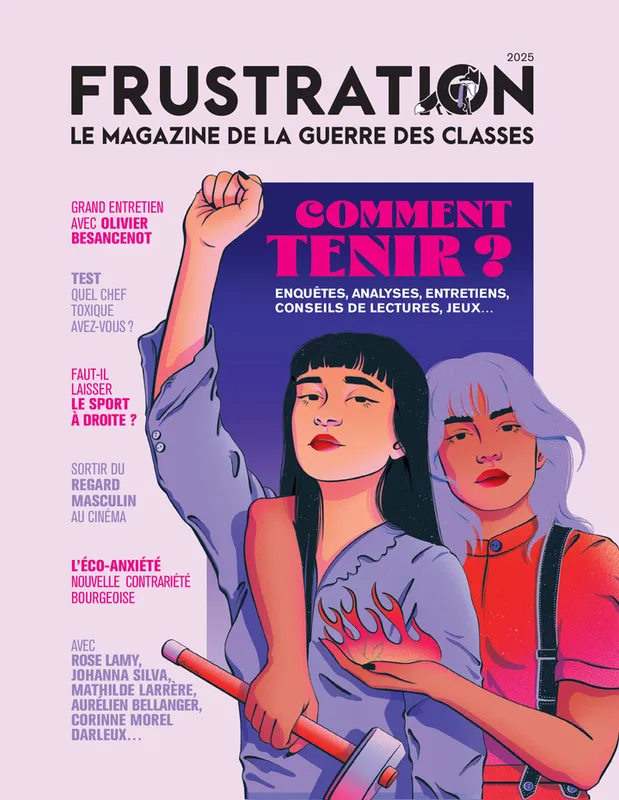 2025
FRUSTRATION
LE MAGAZINE DE LA GUERRE DES CLASSES
COMMENT
TENIR ?
ENQUÊTES, ANALYSES, ENTRETIENS,
CONSEILS DE LECTURES, JEUX...
GRAND ENTRETIEN
AVEC OLIVIER
BESANCENOT
TEST
QUEL CHEF
TOXIQUE
AVEZ-VOUS ?
FAUT-IL
LAISSER
LE SPORT
À DROITE ?
SORTIR DU
REGARD
MASCULIN
AU CINÉMA
L'ÉCO-ANXIÉTÉ
NOUVELLE CONTRARIÉTÉ
BOURGEOISE
AVEC
ROSE LAMY,
JOHANNA SILVA,
MATHILDE LARRÈRE,
AURÉLIEN BELLANGER,
CORINNE MOREL
DARLEUX...